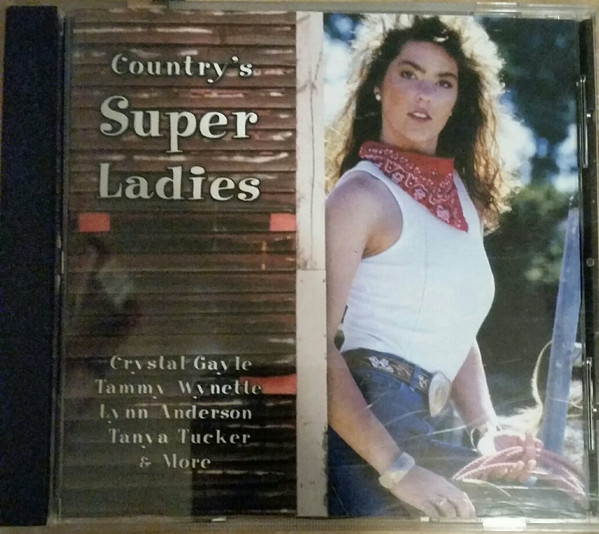 Country's
Super
Ladies
Crystal Gayle
Tammy Wynette
Lynn Anderson
Tanya Tucker
& More